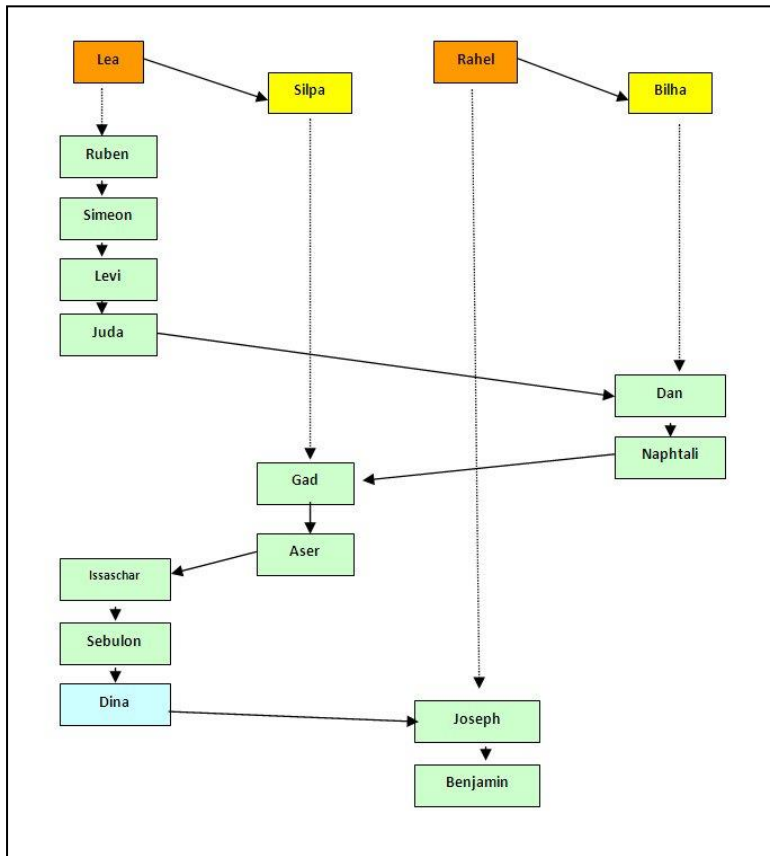 Lea
Rahel
Silpa
Bilha
Ruben
Simeon
Levi
Juda
Dan
Naphtali
Gad
Aser
Issaschar
Sebulon
Dina
Joseph
Benjamin